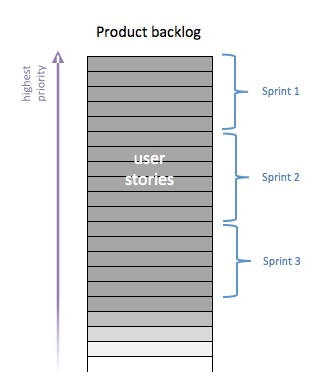 Product backlog
highest
priority
Sprint 1
user
stories
Sprint 2
Sprint 3